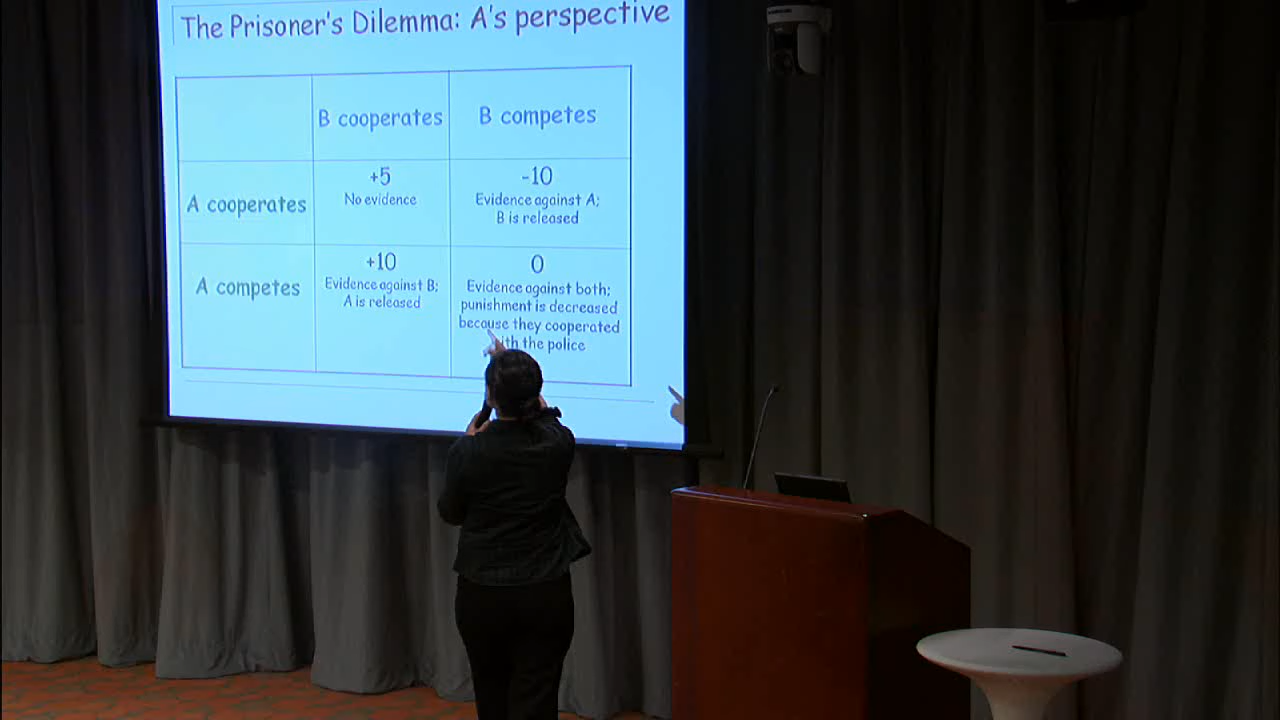 The Prisoner's Dilemma: A's perspective
B cooperates
B competes
A cooperates
+5
No evidence
-10
Evidence against A;
B is released
A competes
+10
Evidence against B;
A is released
0
Evidence against both;
punishment is decreased
because they cooperated
the police